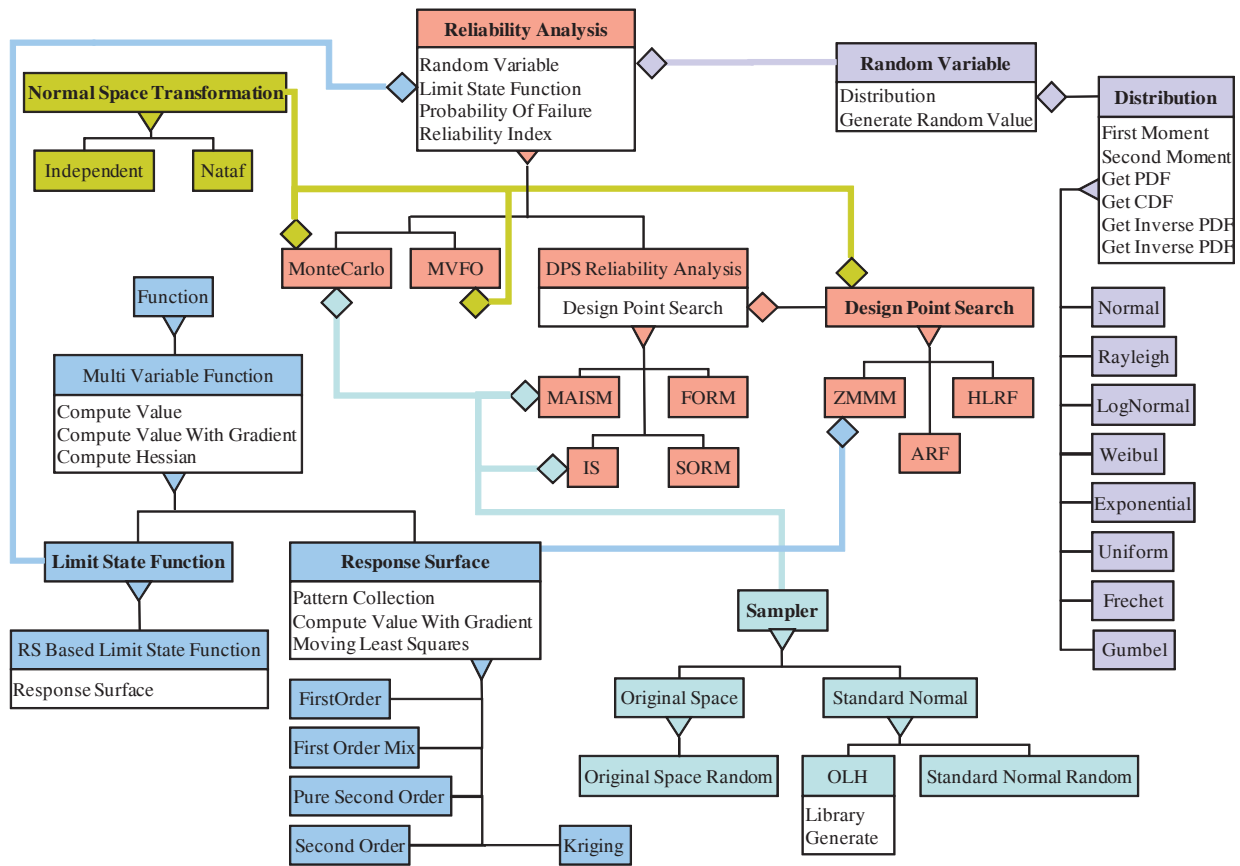 Reliability Analysis
Random Variable
Limit State Function
Probability Of Failure
Reliability Index
Random Variable
Distribution
Generate Random Value
Distribution
First Moment
Second Moment
Get PDF
Get CDF
Get Inverse PDF
Get Inverse PDF
Normal Space Transformation
Independent
Nataf
MonteCarlo
MVFO
DPS Reliability Analysis
Design Point Search
Design Point Search
Function
Multi Variable Function
Compute Value
Compute Value With Gradient
Compute Hessian
MAISM
FORM
IS
SORM
ZMMM
HLRF
ARF
Normal
Rayleigh
LogNormal
Weibul
Exponential
Uniform
Frechet
Gumbel
Limit State Function
RS Based Limit State Function
Response Surface
Response Surface
Pattern Collection
Compute Value With Gradient
Moving Least Squares
FirstOrder
First Order Mix
Pure Second Order
Second Order
Kriging
Sampler
Original Space
Standard Normal
Original Space Random
OLH
Library
Generate
Standard Normal Random